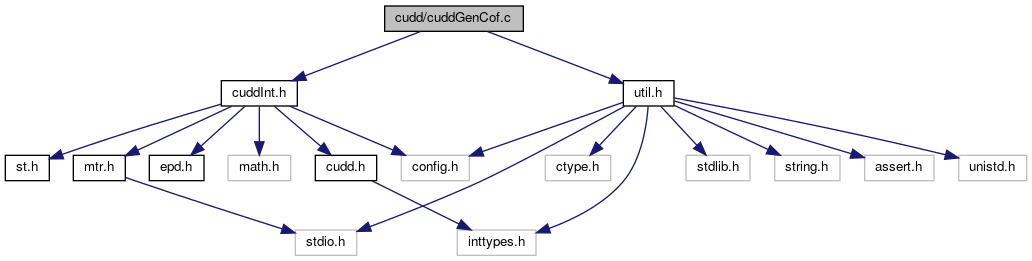 cudd/cuddGenCof.c
cuddInt.h
util.h
st.h
mtr.h
epd.h
math.h
cudd.h
config.h
ctype.h
stdlib.h
string.h
assert.h
unistd.h
stdio.h
inttypes.h